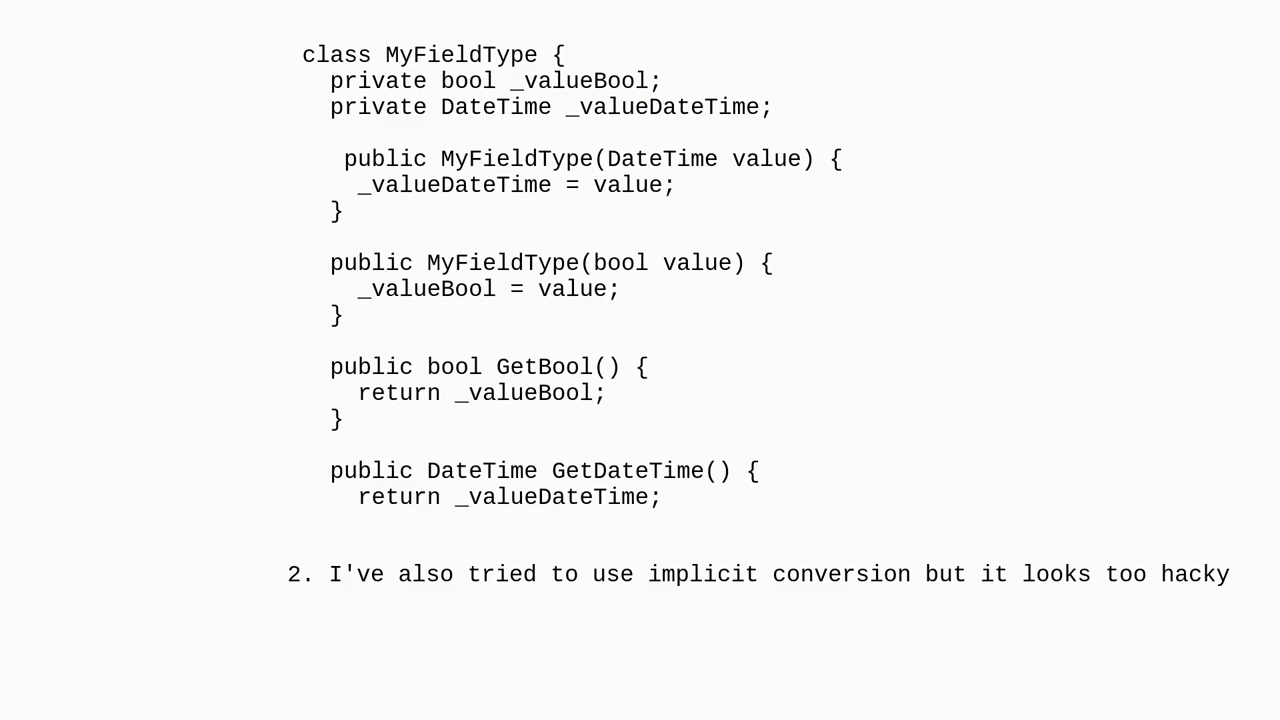 class MyFieldType {
  private bool _valueBool;
  private DateTime _valueDateTime;

   public MyFieldType(DateTime value) {
    _valueDateTime = value;
  }

  public MyFieldType(bool value) {
    _valueBool = value;
  }

  public bool GetBool() {
    return _valueBool;
  }

  public DateTime GetDateTime() {
    return _valueDateTime;

2. I've also tried to use implicit conversion but it looks too hacky